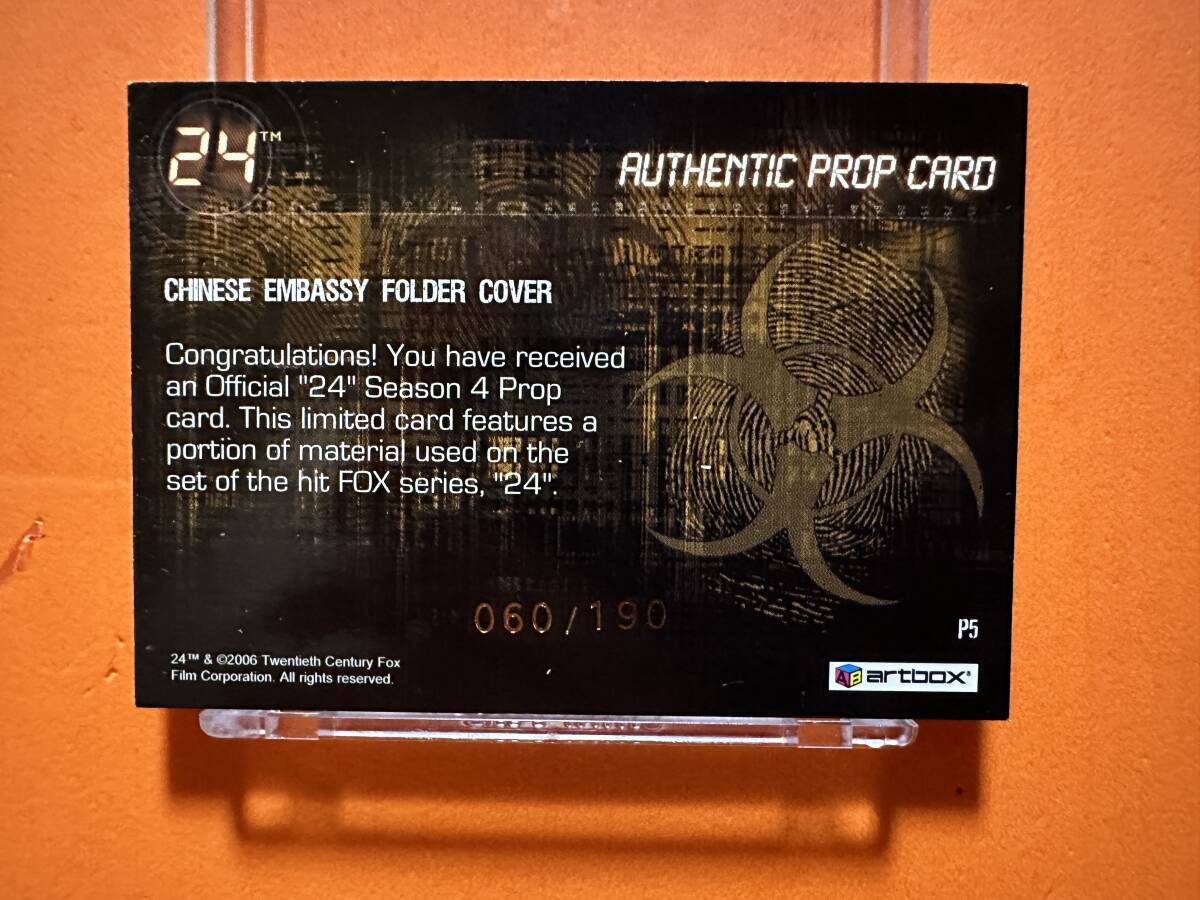 24™
AUTHENTIC PROP CARD
CHINESE EMBASSY FOLDER COVER
Congratulations! You have received
an Official "24" Season 4 Prop
card. This limited card features a
portion of material used on the
set of the hit FOX series, "24".
060/190
P5
24™ & ©2006 Twentieth Century Fox
Film Corporation. All rights reserved.
AB artbox®